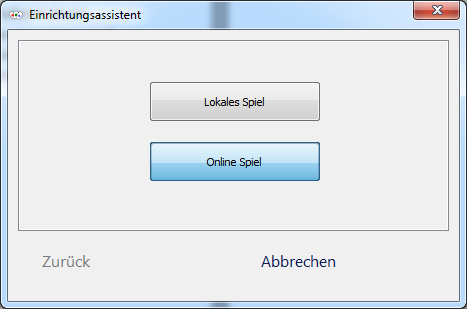 Einrichtungsassistent
Lokales Spiel
Online Spiel
Zurück
Abbrechen